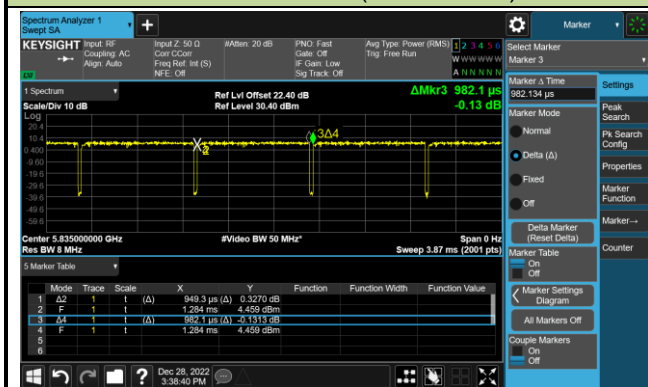 Spectrum Analyzer 1
Swept SA
Marker
KEYSIGHT Input: RF
Coupling: AC
Align: Auto
Input Z: 50 Ω
Corr CCorr
Freq Ref: Int (S)
NFE: Off
#Atten: 20 dB
PNO: Fast
Gate: Off
IF Gain: Low
Sig Track: Off
Avg Type: Power (RMS)
Trig: Free Run
1 2 3 4 5 6
W W W W W W
A N N N N N
Select Marker
Marker 3
LW
1 Spectrum
Scale/Div 10 dB
Ref Lvl Offset 22.40 dB
Ref Level 30.40 dBm
ΔMkr3 982.1 µs
-0.13 dB
Log
20.4
10.4
0.400
-9.60
-19.6
-29.6
-39.6
-49.6
-59.6
3Δ4
Center 5.835000000 GHz
Res BW 8 MHz
#Video BW 50 MHz*
Span 0 Hz
Sweep 3.87 ms (2001 pts)
Marker Δ Time
982.134 µs
Marker Mode
Normal
Delta (Δ)
Fixed
Off
Delta Marker
(Reset Delta)
Marker Table
On
Off
Marker Settings
Diagram
All Markers Off
Couple Markers
On
Off
Settings
Peak
Search
Pk Search
Config
Properties
Marker
Function
Marker→
Counter
5 Marker Table
Mode Trace Scale X Y Function Function Width Function Value
1 Δ2 1 t (Δ) 949.3 µs (Δ) 0.3270 dB
2 F 1 t 1.284 ms 4.459 dBm
3 Δ4 1 t (Δ) 982.1 µs (Δ) -0.1313 dB
4 F 1 t 1.284 ms 4.459 dBm
5
6
?
Dec 28, 2022
3:38:40 PM